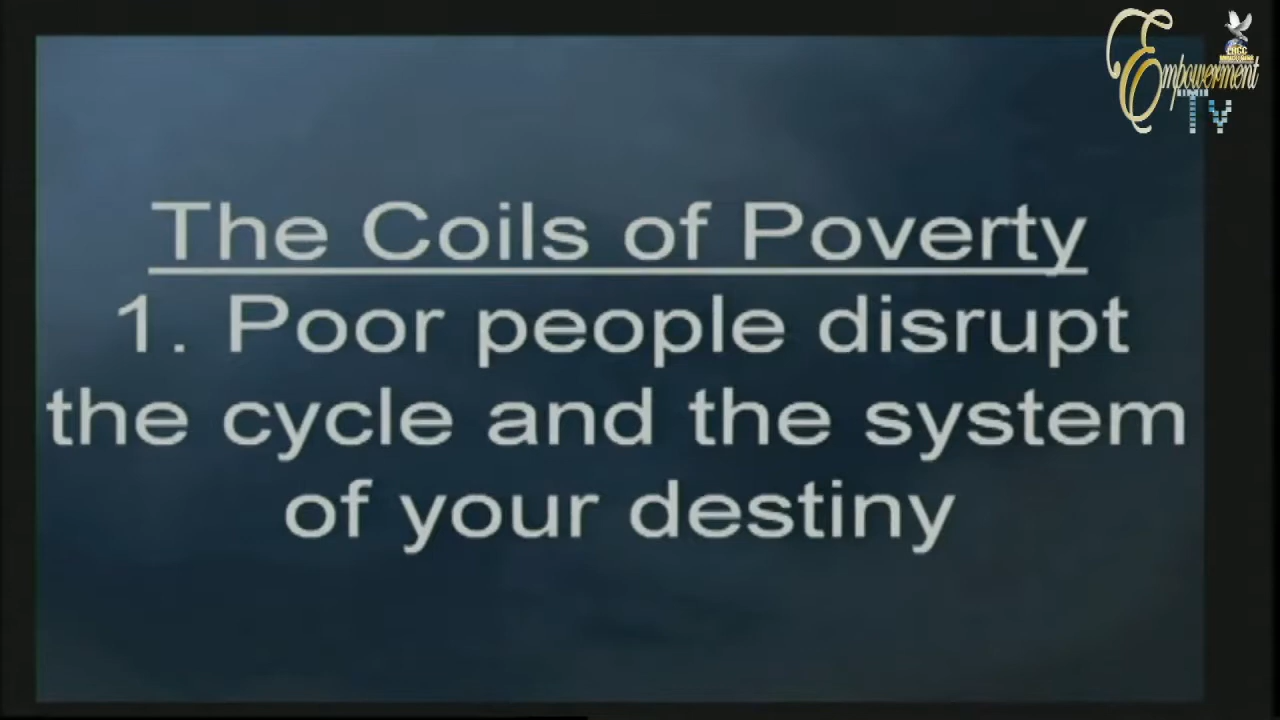 Empowerment
TV
The Coils of Poverty
1. Poor people disrupt
the cycle and the system
of your destiny